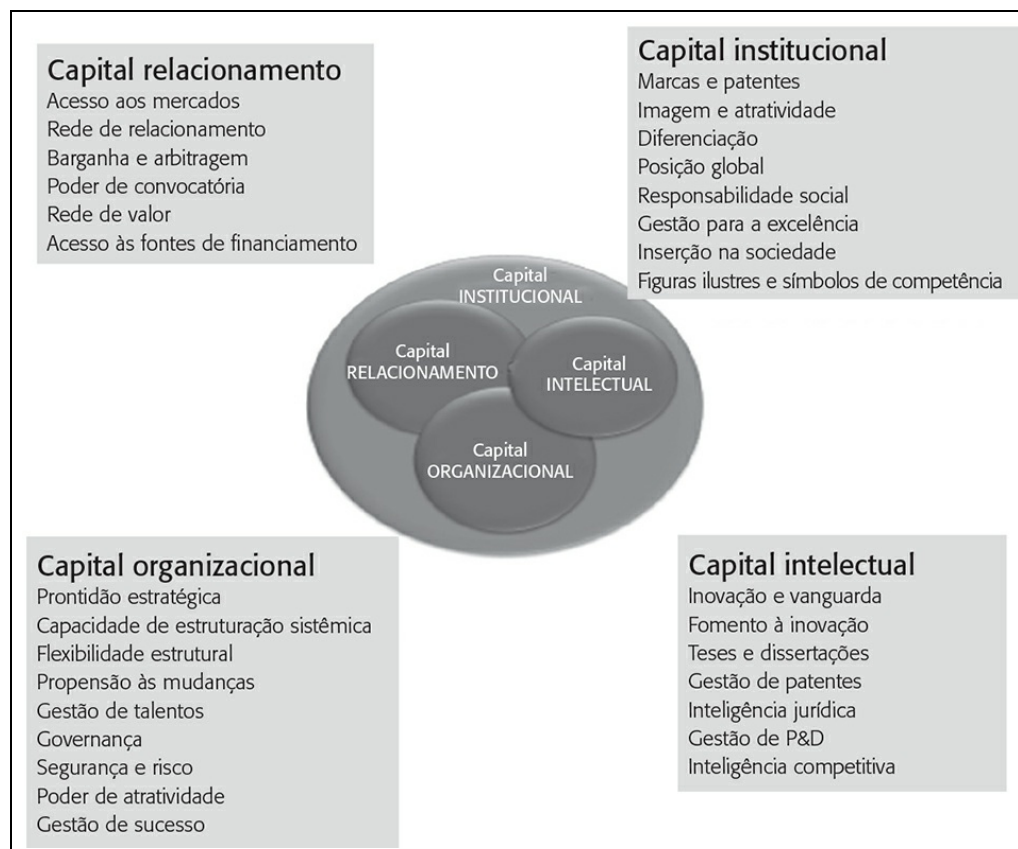 Capital relacionamento
Acesso aos mercados
Rede de relacionamento
Barganha e arbitragem
Poder de convocatória
Rede de valor
Acesso às fontes de financiamento
Capital institucional
Marcas e patentes
Imagem e atratividade
Diferenciação
Posição global
Responsabilidade social
Gestão para a excelência
Inserção na sociedade
Figuras ilustres e símbolos de competência
Capital
INSTITUCIONAL
Capital
RELACIONAMENTO
Capital
INTELECTUAL
Capital
ORGANIZACIONAL
Capital organizacional
Prontidão estratégica
Capacidade de estruturação sistêmica
Flexibilidade estrutural
Propensão às mudanças
Gestão de talentos
Governança
Segurança e risco
Poder de atratividade
Gestão de sucesso
Capital intelectual
Inovação e vanguarda
Fomento à inovação
Teses e dissertações
Gestão de patentes
Inteligência jurídica
Gestão de P&D
Inteligência competitiva